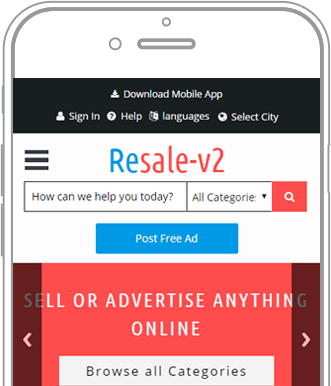 Download Mobile App
Sign In Help languages Select City
Resale-v2
How can we help you today? All Categories
Post Free Ad
SELL OR ADVERTISE ANYTHING
ONLINE
Browse all Categories